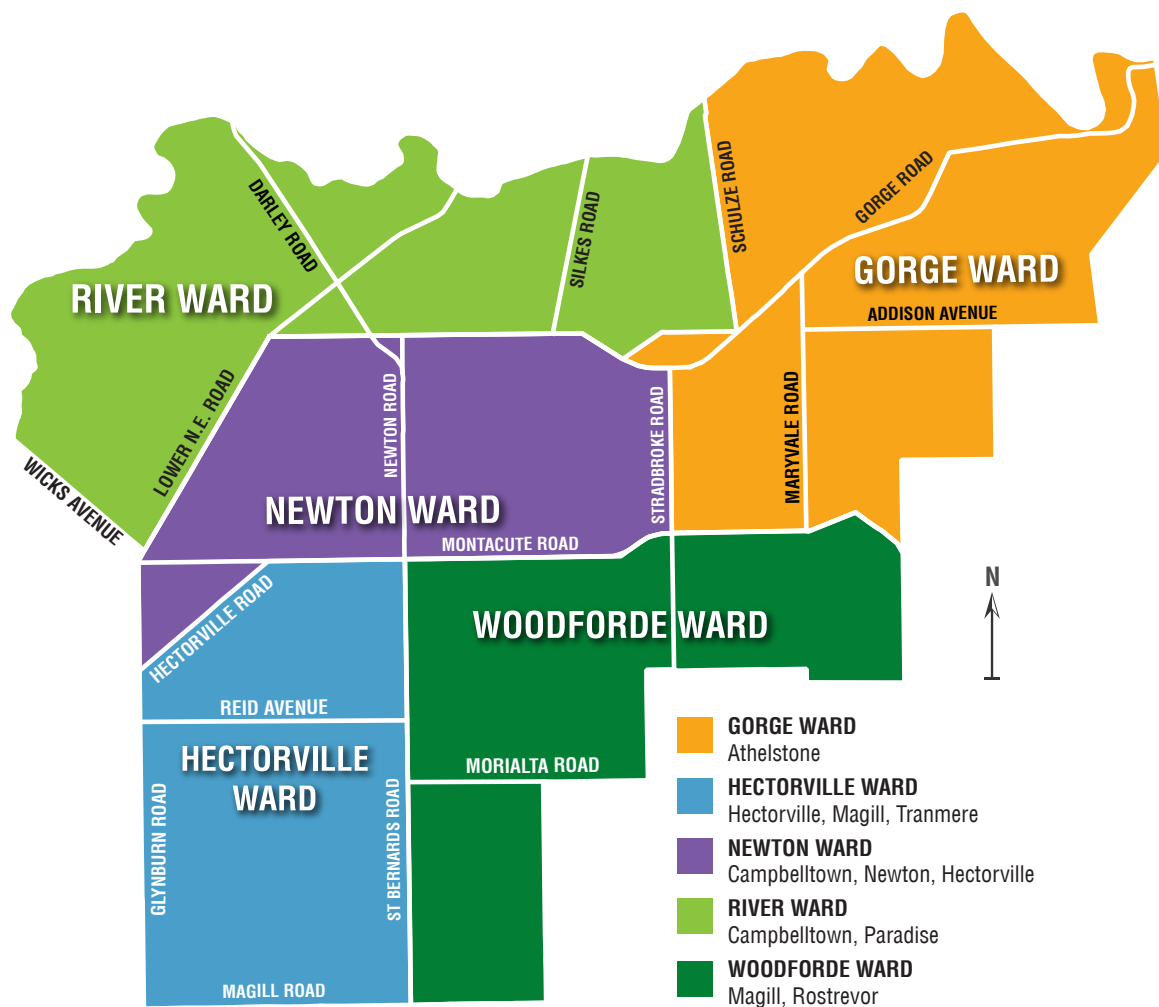 DARLEY ROAD
SILKES ROAD
SCHULZE ROAD
GORGE ROAD
RIVER WARD
GORGE WARD
ADDISON AVENUE
LOWER N.E. ROAD
NEWTON ROAD
STRADBROKE ROAD
MARYVALE ROAD
WICKS AVENUE
NEWTON WARD
MONTACUTE ROAD
HECTORVILLE ROAD
WOODFORDE WARD
N
REID AVENUE
HECTORVILLE
WARD
MORIALTA ROAD
GLYNBURN ROAD
ST BERNARDS ROAD
MAGILL ROAD
GORGE WARD
Athelstone
HECTORVILLE WARD
Hectorville, Magill, Tranmere
NEWTON WARD
Campbelltown, Newton, Hectorville
RIVER WARD
Campbelltown, Paradise
WOODFORDE WARD
Magill, Rostrevor